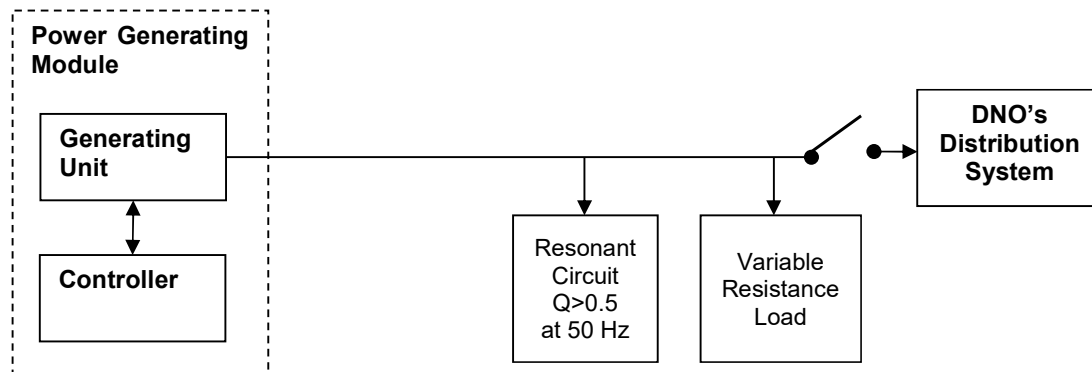 Power Generating
Module
Generating
Unit
Controller
Resonant
Circuit
Q>0.5
at 50 Hz
Variable
Resistance
Load
DNO’s
Distribution
System